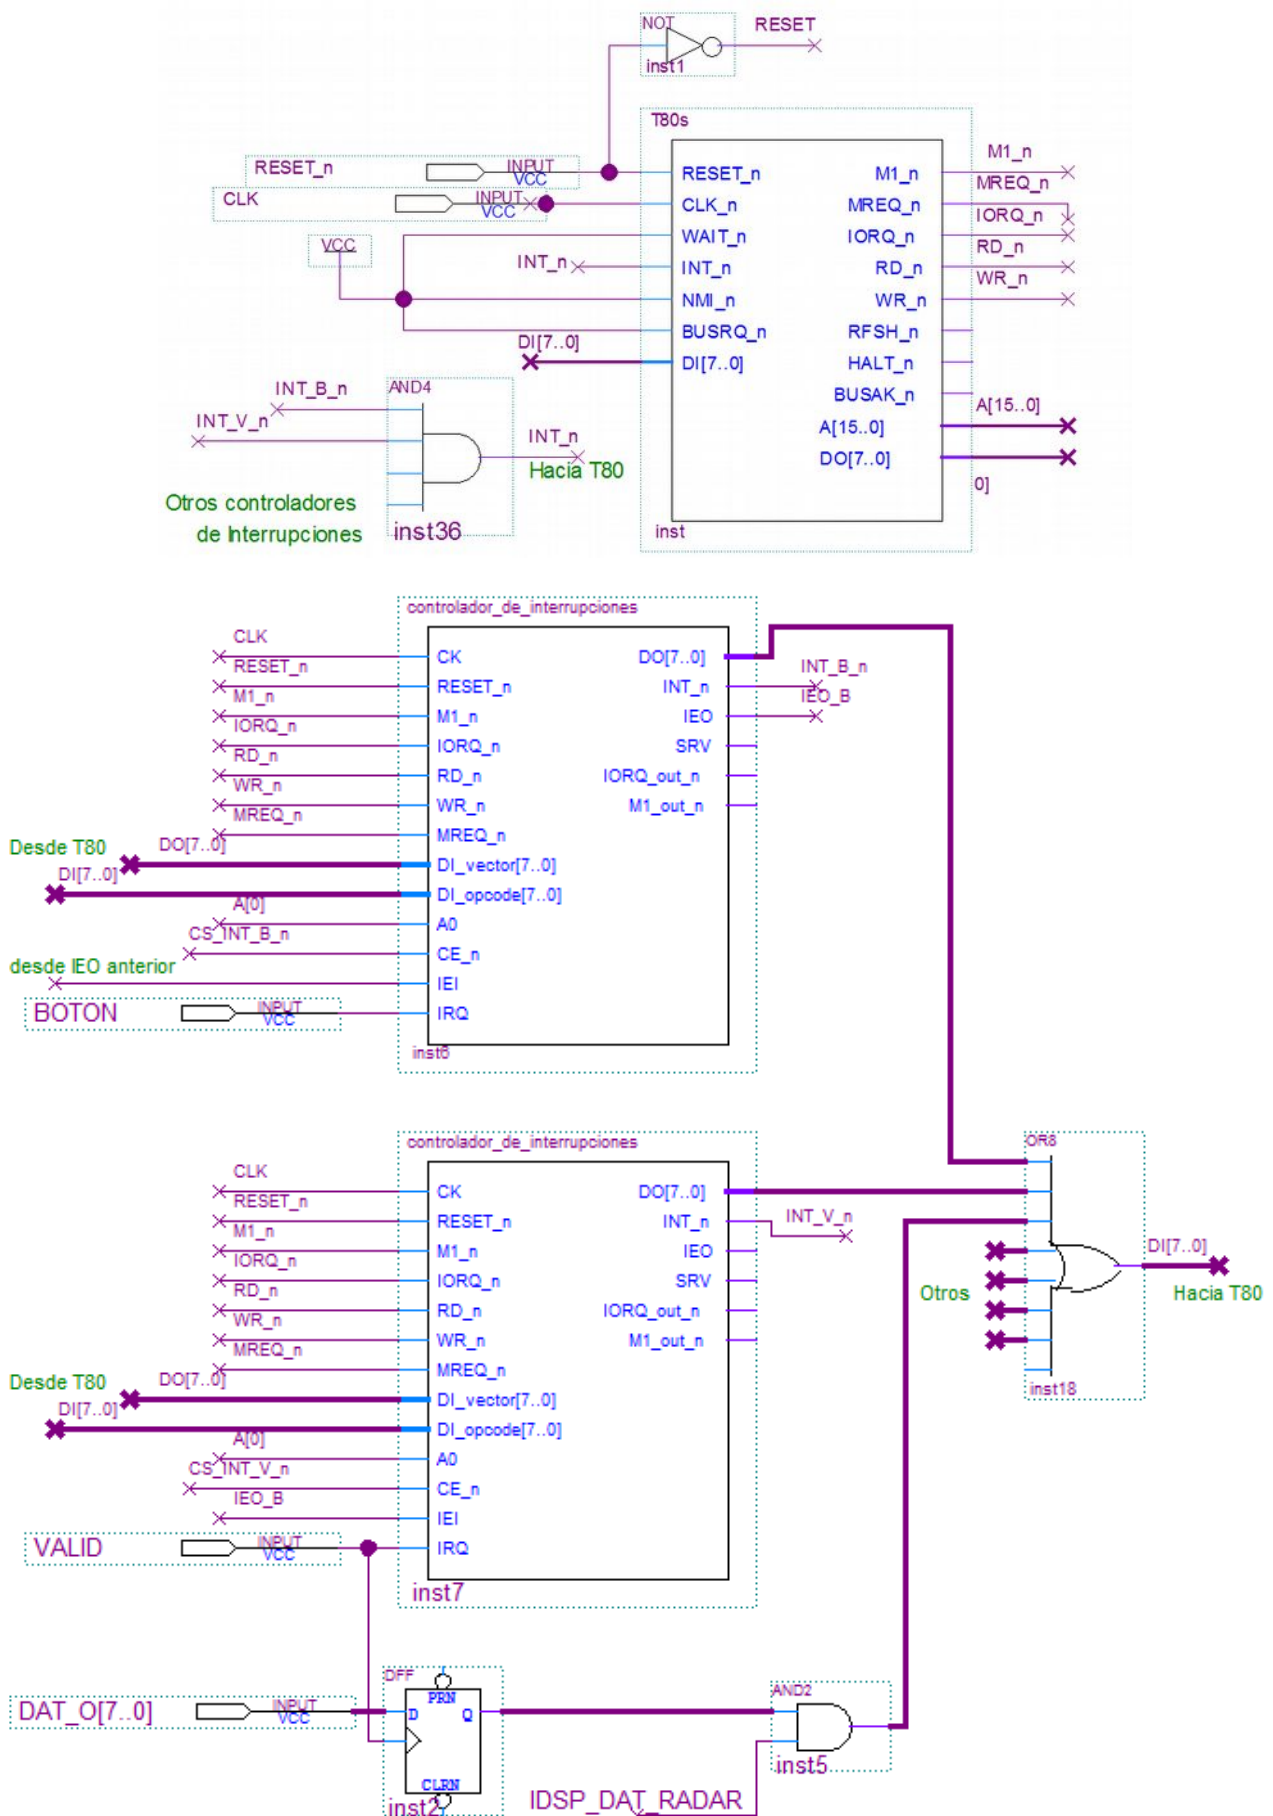 NOT
RESET
inst1
T80s
RESET_n
INPUT
VCC
CLK
INPUT
VCC
VCC
INT_n
DI[7..0]
RESET_n
CLK_n
WAIT_n
INT_n
NMI_n
BUSRQ_n
DI[7..0]
M1_n
MREQ_n
IORQ_n
RD_n
WR_n
RFSH_n
HALT_n
BUSAK_n
A[15..0]
DO[7..0]
M1_n
MREQ_n
IORQ_n
RD_n
WR_n
A[15..0]
0]
inst
INT_B_n
INT_V_n
AND4
INT_n
Hacia T80
Otros controladores
de Interrupciones
inst36
controlador_de_interrupciones
CLK
RESET_n
M1_n
IORQ_n
RD_n
WR_n
MREQ_n
Desde T80
DO[7..0]
DI[7..0]
A[0]
CS_INT_B_n
desde IEO anterior
BOTON
INPUT
VCC
CK
RESET_n
M1_n
IORQ_n
RD_n
WR_n
MREQ_n
DI_vector[7..0]
DI_opcode[7..0]
A0
CE_n
IEI
IRQ
DO[7..0]
INT_n
IEO
SRV
IORQ_out_n
M1_out_n
INT_B_n
IEO_B
inst6
controlador_de_interrupciones
CLK
RESET_n
M1_n
IORQ_n
RD_n
WR_n
MREQ_n
Desde T80
DO[7..0]
DI[7..0]
A[0]
CS_INT_V_n
IEO_B
VALID
INPUT
VCC
CK
RESET_n
M1_n
IORQ_n
RD_n
WR_n
MREQ_n
DI_vector[7..0]
DI_opcode[7..0]
A0
CE_n
IEI
IRQ
DO[7..0]
INT_n
IEO
SRV
IORQ_out_n
M1_out_n
INT_V_n
inst7
OR8
Otros
DI[7..0]
Hacia T80
inst18
DAT_O[7..0]
INPUT
VCC
DFF
PRN
D
Q
CLRN
inst2
AND2
inst5
IDSP_DAT_RADAR